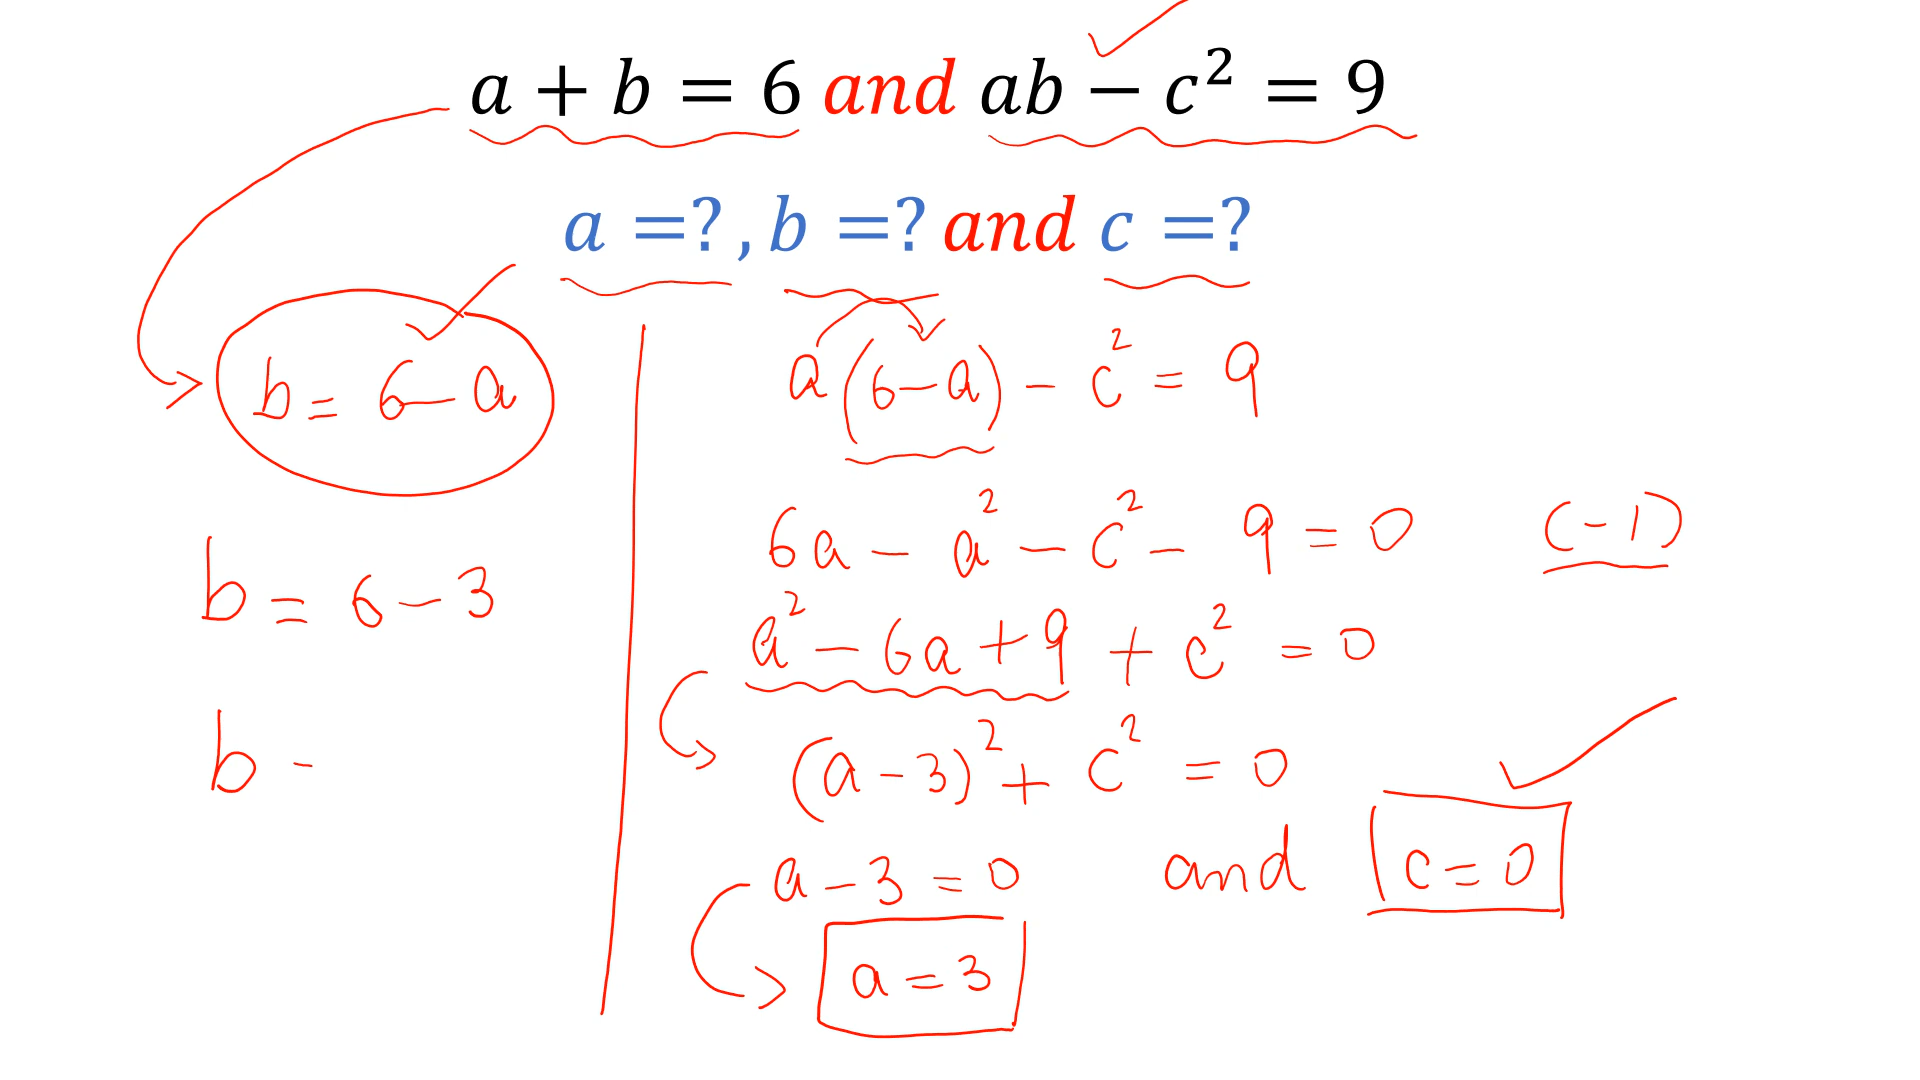 a + b = 6 and ab − c² = 9
a =? , b =? and c =?
b = 6 − a
b = 6 − 3
b -
a(6 − a) − c² = 9
6a − a² − c² − 9 = 0 (−1)
a² − 6a + 9 + c² = 0
(a − 3)² + c² = 0
a − 3 = 0 and c = 0
a = 3